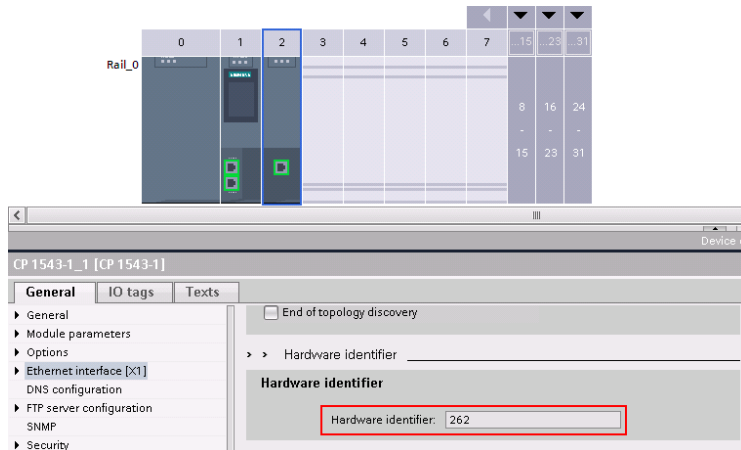 0 1 2 3 4 5 6 7 ...15 ...23 ...31
Rail_0
SIEMENS
8 16 24
- - -
15 23 31
Device
CP 1543-1_1 [CP 1543-1]
General IO tags Texts
General
Module parameters
Options
Ethernet interface [X1]
DNS configuration
FTP server configuration
SNMP
Security
End of topology discovery
> > Hardware identifier
Hardware identifier
Hardware identifier: 262